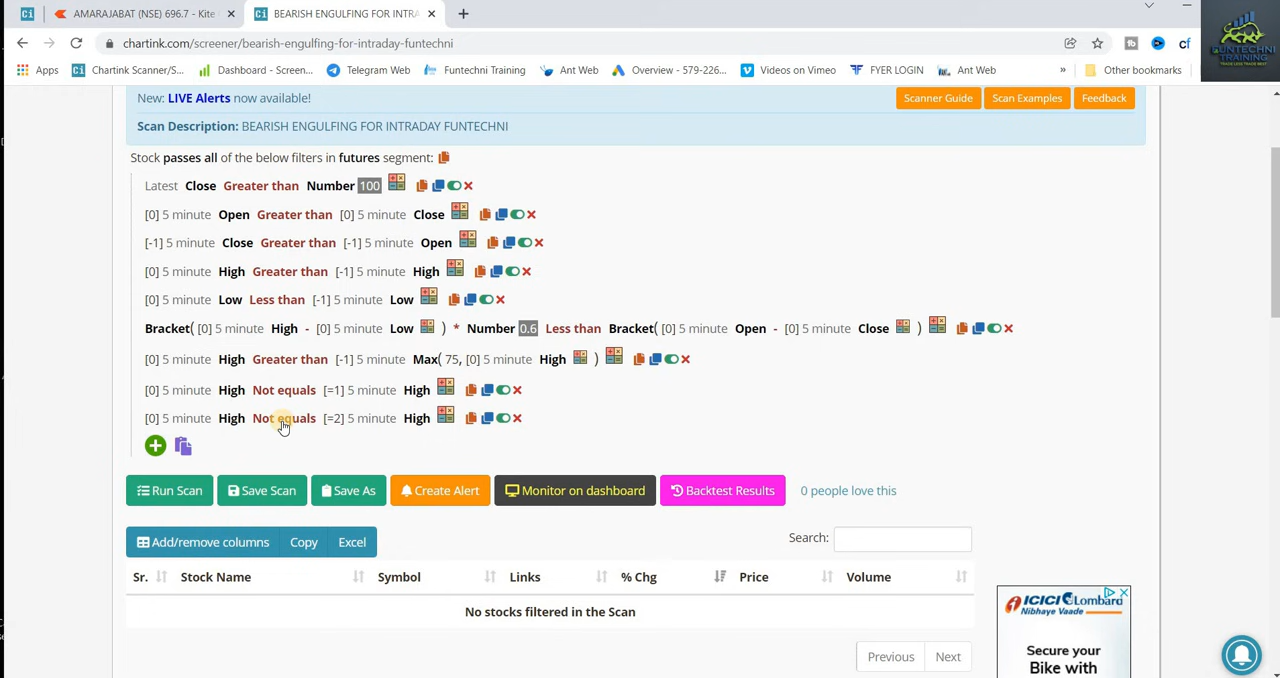 AMARAJABAT (NSE) 696.7 - Kite
BEARISH ENGULFING FOR INTRA
chartink.com/screener/bearish-engulfing-for-intraday-funtechni
Apps Chartink Scanner/S... Dashboard - Screen... Telegram Web Funtechni Training Ant Web Overview - 579-226... Videos on Vimeo FYER LOGIN Ant Web » Other bookmarks
FUNTECHNI
TRAINING
New: LIVE Alerts now available!
Scanner Guide Scan Examples Feedback
Scan Description: BEARISH ENGULFING FOR INTRADAY FUNTECHNI
Stock passes all of the below filters in futures segment:
Latest Close Greater than Number 100
[0] 5 minute Open Greater than [0] 5 minute Close
[-1] 5 minute Close Greater than [-1] 5 minute Open
[0] 5 minute High Greater than [-1] 5 minute High
[0] 5 minute Low Less than [-1] 5 minute Low
Bracket( [0] 5 minute High - [0] 5 minute Low ) * Number 0.6 Less than Bracket( [0] 5 minute Open - [0] 5 minute Close )
[0] 5 minute High Greater than [-1] 5 minute Max( 75, [0] 5 minute High )
[0] 5 minute High Not equals [=1] 5 minute High
[0] 5 minute High Not equals [=2] 5 minute High
Run Scan Save Scan Save As Create Alert Monitor on dashboard Backtest Results 0 people love this
Add/remove columns Copy Excel
Search:
Sr. Stock Name Symbol Links % Chg Price Volume
No stocks filtered in the Scan
Previous Next
ICICI Lombard
Nibhaye Vaade
Secure your
Bike with